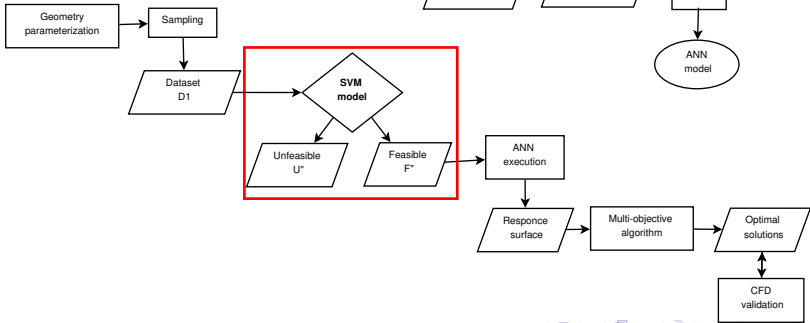 Geometry
parameterization
Sampling
ANN
model
Dataset
D1
SVM
model
Unfeasible
U"
Feasible
F"
ANN
execution
Responce
surface
Multi-objective
algorithm
Optimal
solutions
CFD
validation